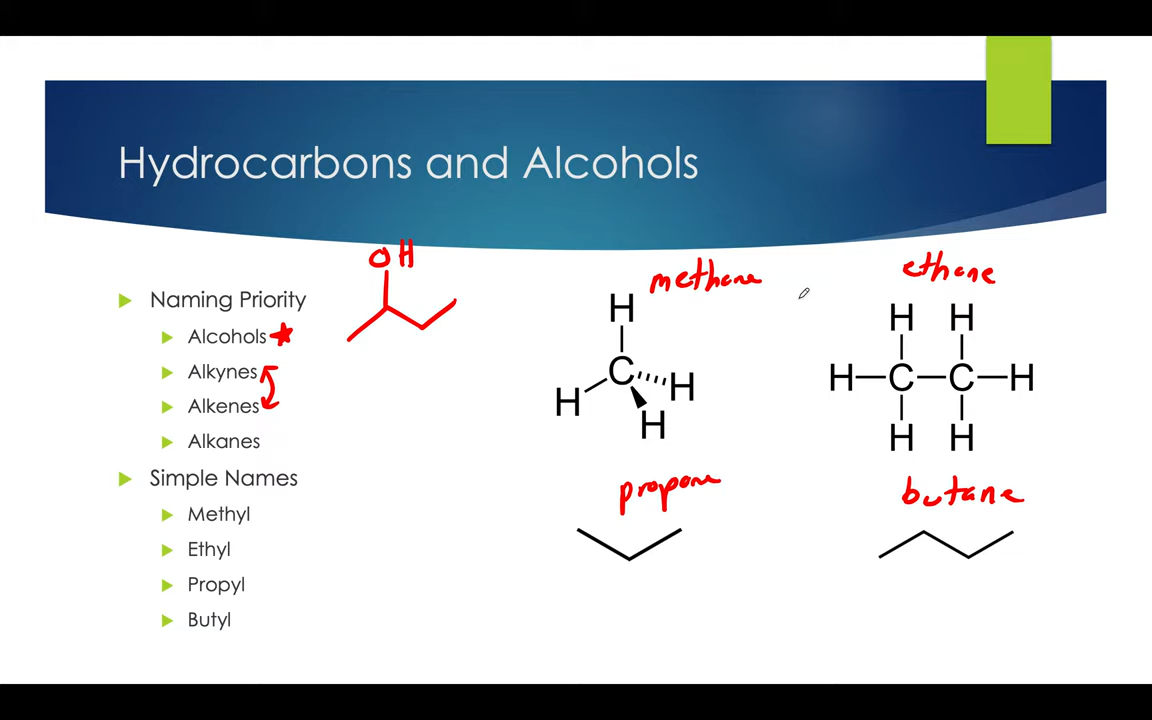 Hydrocarbons and Alcohols
Naming Priority
Alcohols
Alkynes
Alkenes
Alkanes
Simple Names
Methyl
Ethyl
Propyl
Butyl
OH
methane
H
C
H
H
H
ethane
H H
H C C H
H H
propane
butane